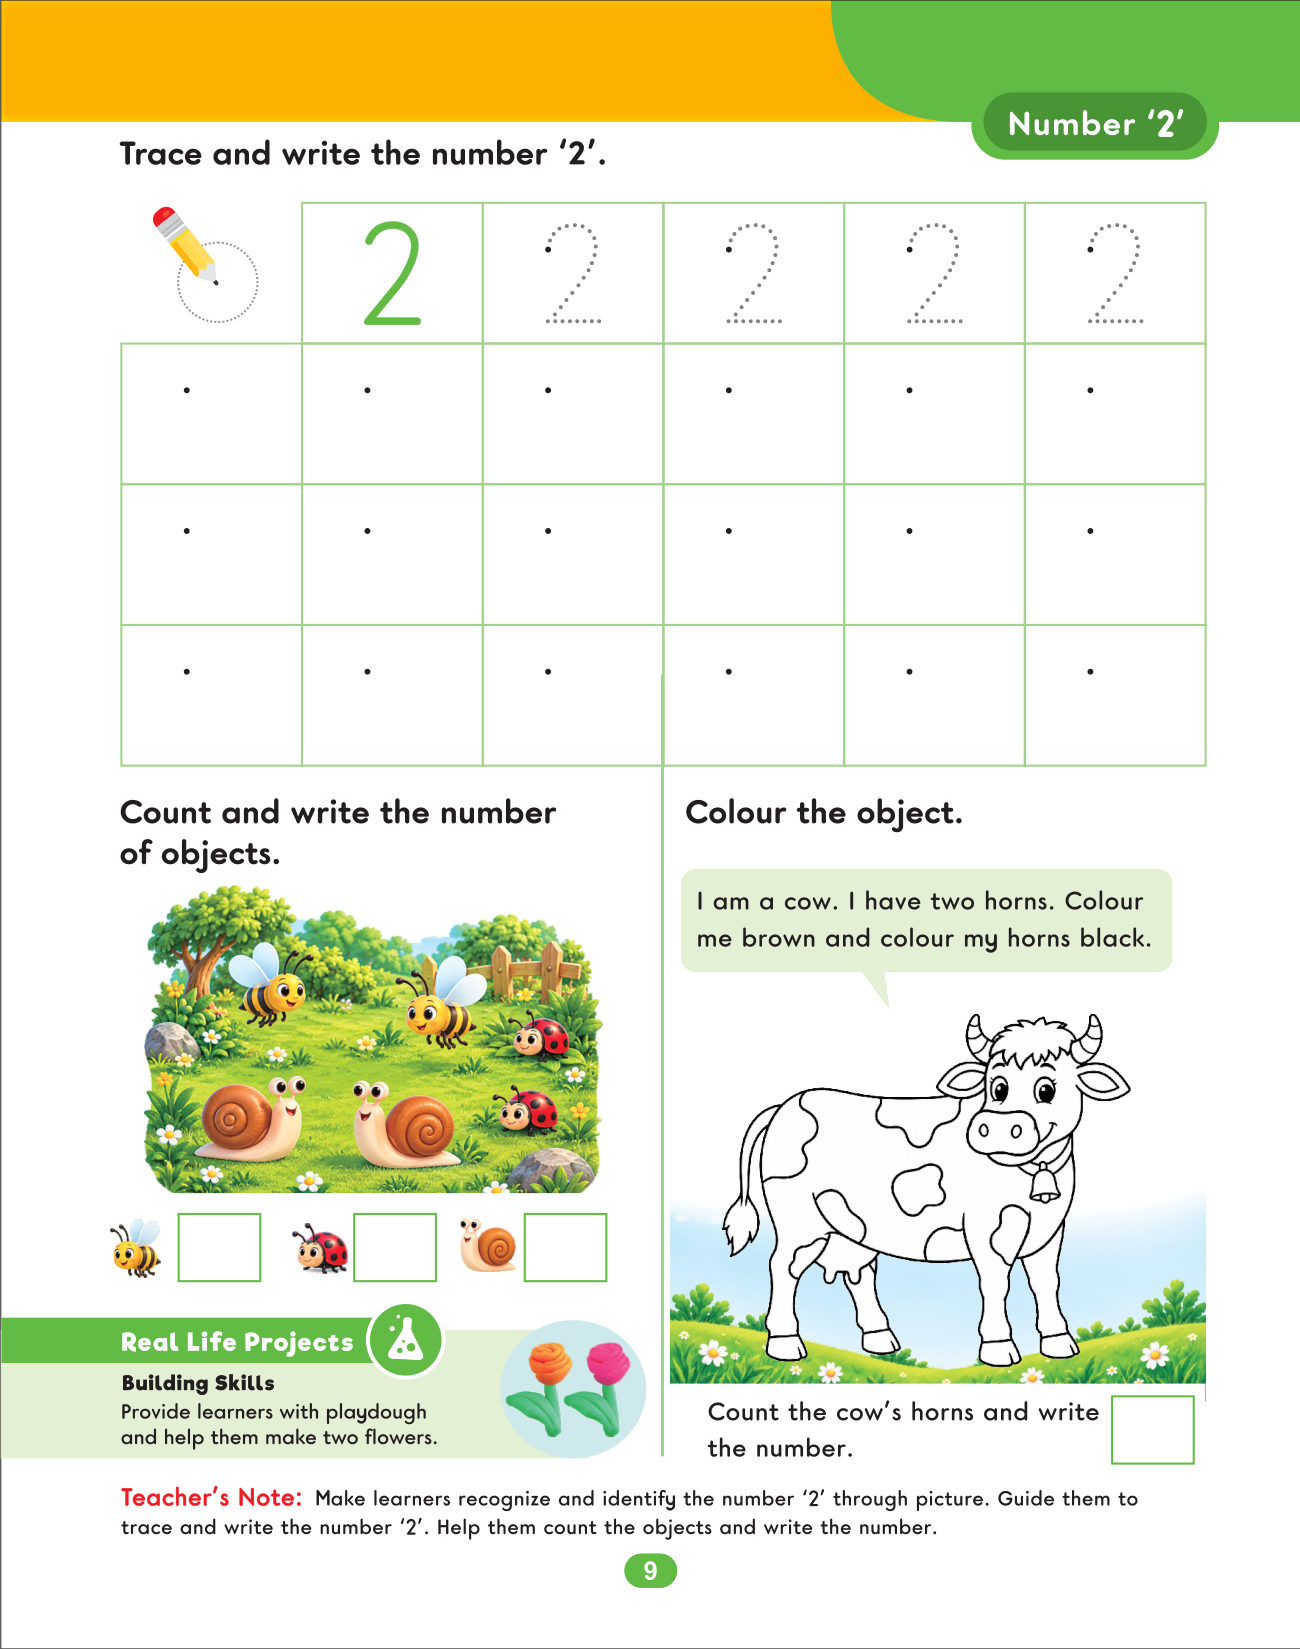 Number ‘2’
Trace and write the number ‘2’.
2 2 2 2 2
Count and write the number
of objects.
Colour the object.
I am a cow. I have two horns. Colour
me brown and colour my horns black.
Real Life Projects
Building Skills
Provide learners with playdough
and help them make two flowers.
Count the cow’s horns and write
the number.
Teacher’s Note: Make learners recognize and identify the number ‘2’ through picture. Guide them to
trace and write the number ‘2’. Help them count the objects and write the number.
9